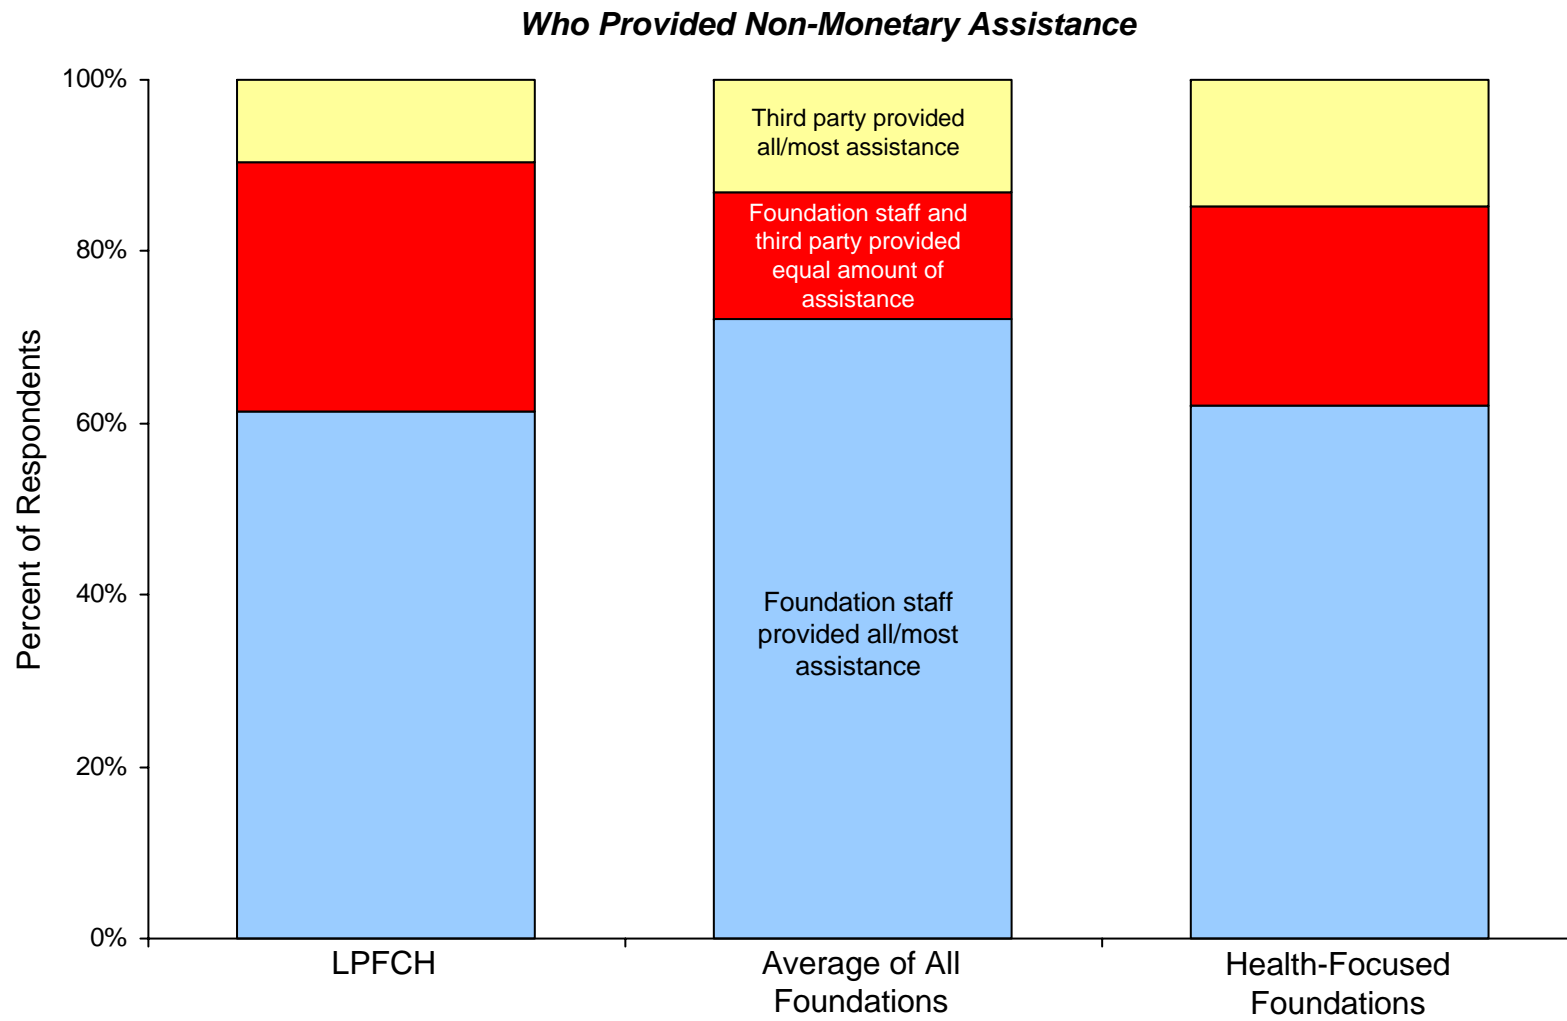 Who Provided Non-Monetary Assistance
100%
80%
60%
40%
20%
0%
Percent of Respondents
Third party provided
all/most assistance
Foundation staff and
third party provided
equal amount of
assistance
Foundation staff
provided all/most
assistance
LPFCH
Average of All
Foundations
Health-Focused
Foundations